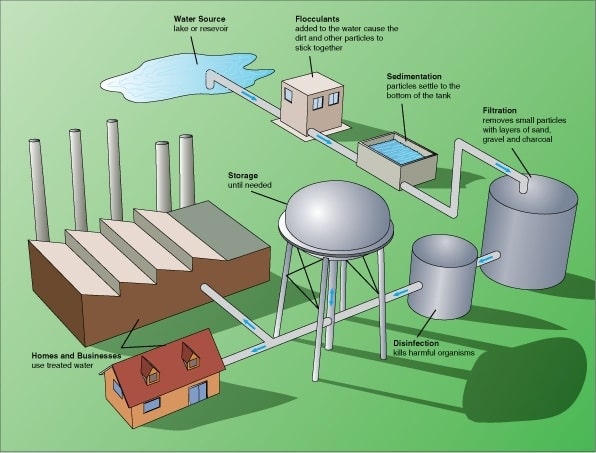 Water Source
lake or resevoir
Flocculants
added to the water cause the
dirt and other particles to
stick together
Sedimentation
particles settle to the
bottom of the tank
Filtration
removes small particles
with layers of sand,
gravel and charcoal
Storage
until needed
Disinfection
kills harmful organisms
Homes and Businesses
use treated water